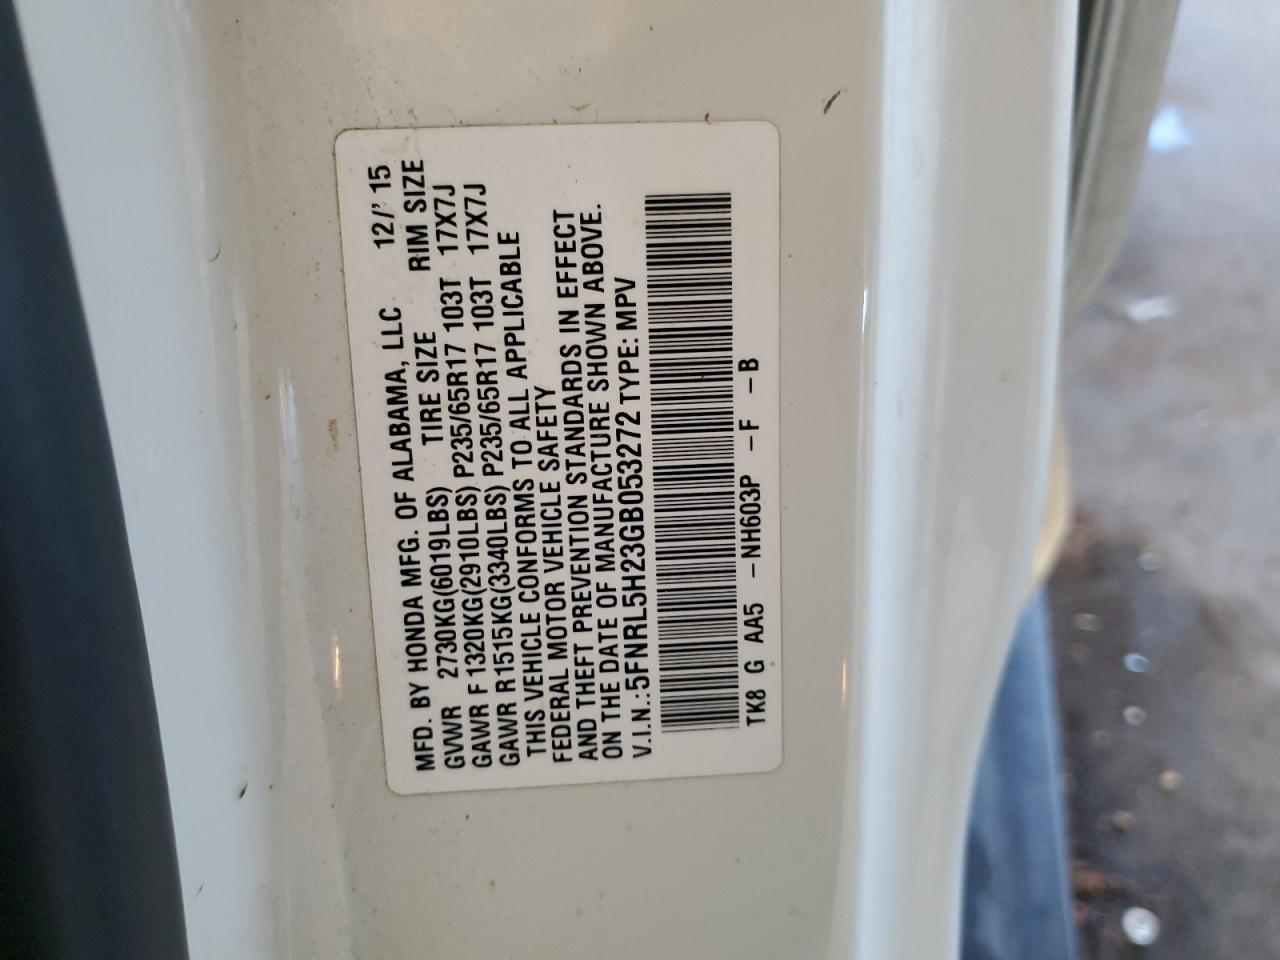 MFD. BY HONDA MFG. OF ALABAMA, LLC 12/'15
GVWR 2730KG(6019LBS) TIRE SIZE RIM SIZE
GAWR F 1320KG(2910LBS) P235/65R17 103T 17X7J
GAWR R 1515KG(3340LBS) P235/65R17 103T 17X7J
THIS VEHICLE CONFORMS TO ALL APPLICABLE
FEDERAL MOTOR VEHICLE SAFETY
AND THEFT PREVENTION STANDARDS IN EFFECT
ON THE DATE OF MANUFACTURE SHOWN ABOVE.
V.I.N.: 5FNRL5H23GB053272 TYPE: MPV
TK8 G AA5 -NH603P -F -B